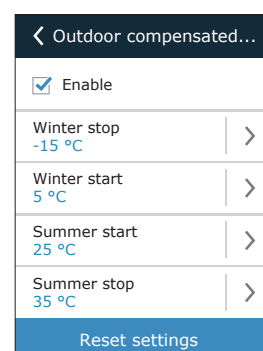 Outdoor compensated...
Enable
Winter stop
-15 °C
Winter start
5 °C
Summer start
25 °C
Summer stop
35 °C
Reset settings